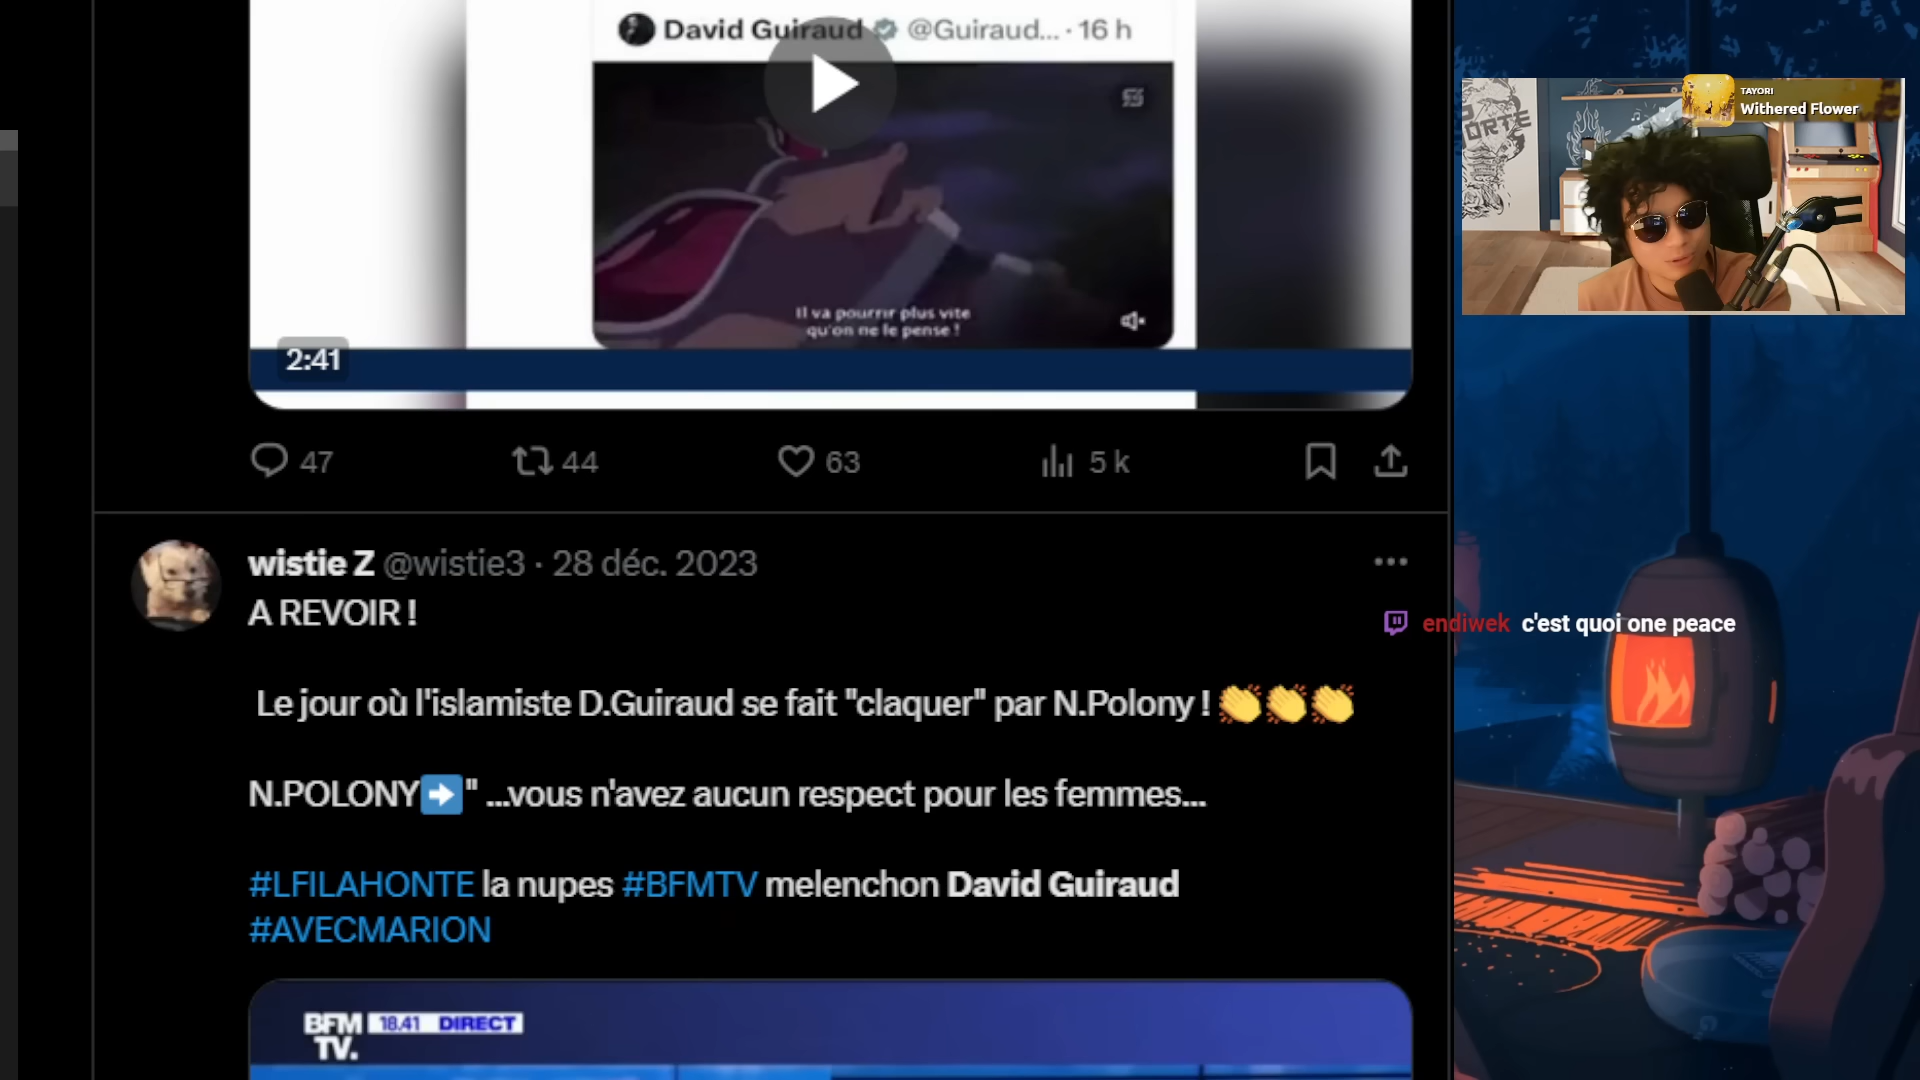 David Guiraud @Guiraud... · 16 h
Il va pourrir plus vite
qu'on ne le pense !
2:41
47 44 63 5 k
wistie Z @wistie3 · 28 déc. 2023
A REVOIR !
Le jour où l'islamiste D.Guiraud se fait "claquer" par N.Polony ! 👏👏👏
N.POLONY➡" ...vous n'avez aucun respect pour les femmes...
#LFILAHONTE la nupes #BFMTV melenchon David Guiraud
#AVECMARION
BFM 18.41 DIRECT
TV.
TAYORI
Withered Flower
ORTE
endiwek c'est quoi one peace